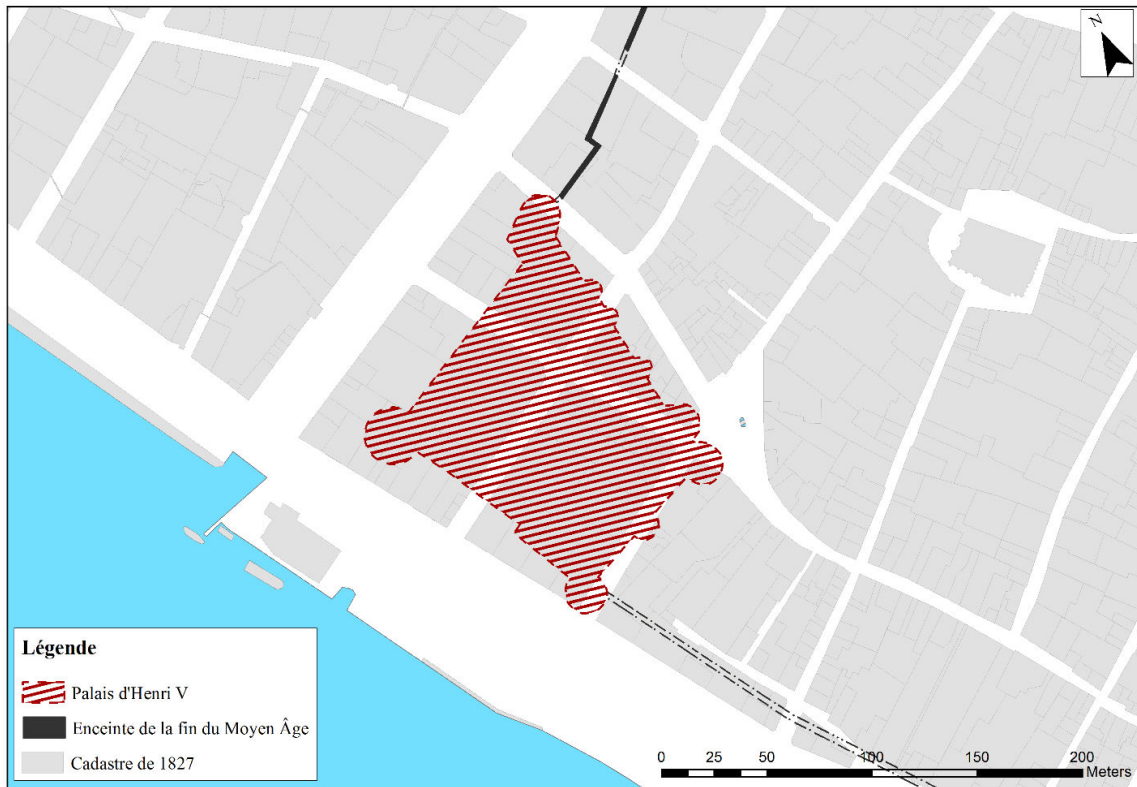 N
Légende
Palais d'Henri V
Enceinte de la fin du Moyen Âge
Cadastre de 1827
0 25 50 100 150 200
Meters